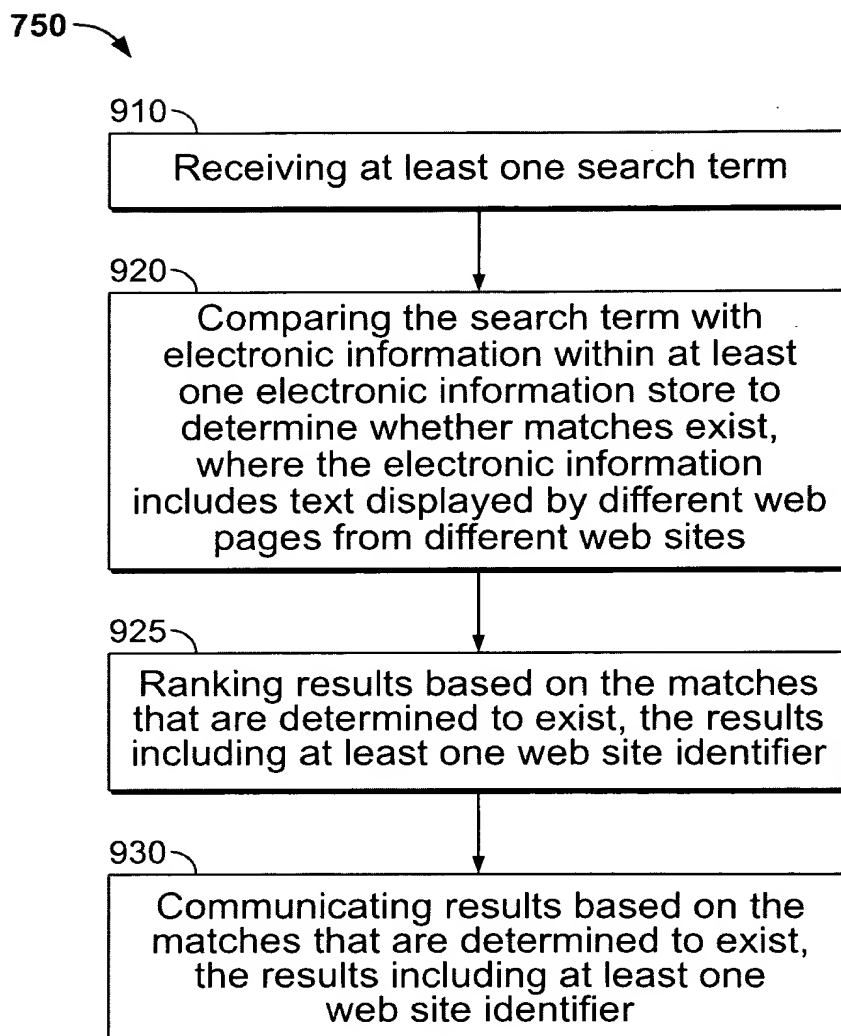 750
910
Receiving at least one search term
920
Comparing the search term with
electronic information within at least
one electronic information store to
determine whether matches exist,
where the electronic information
includes text displayed by different web
pages from different web sites
925
Ranking results based on the matches
that are determined to exist, the results
including at least one web site identifier
930
Communicating results based on the
matches that are determined to exist,
the results including at least one
web site identifier